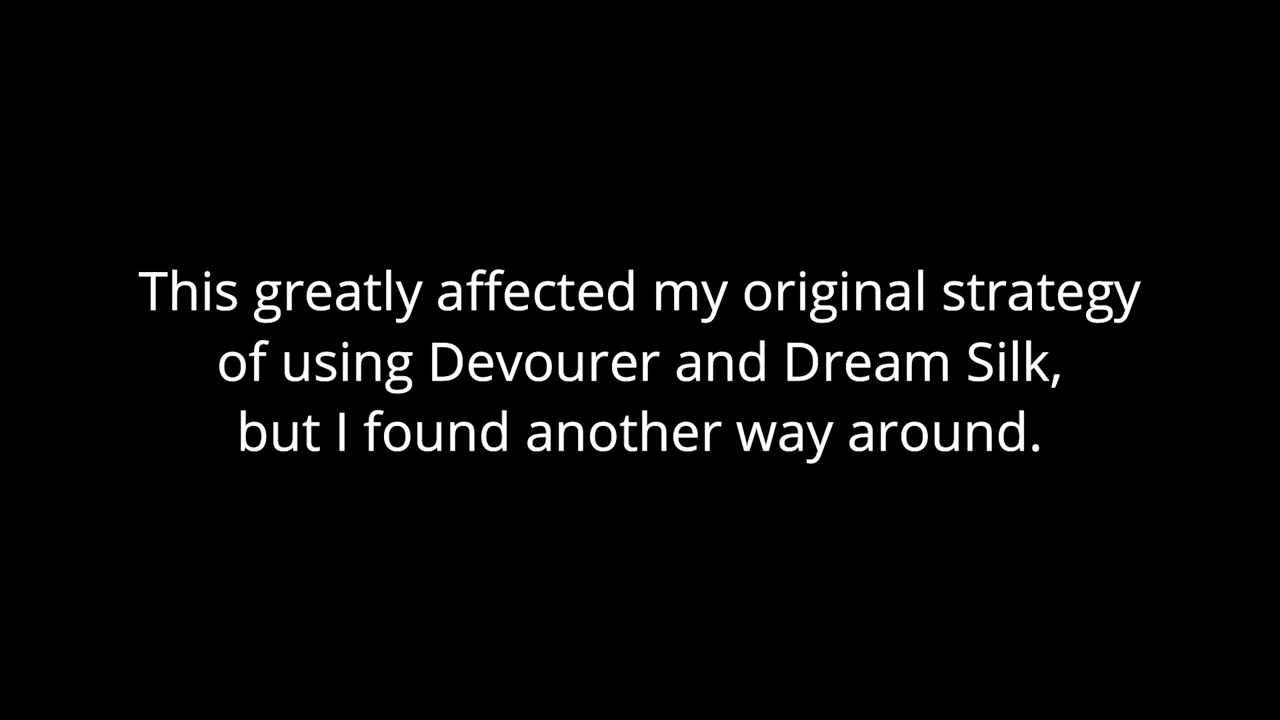 This greatly affected my original strategy
of using Devourer and Dream Silk,
but I found another way around.